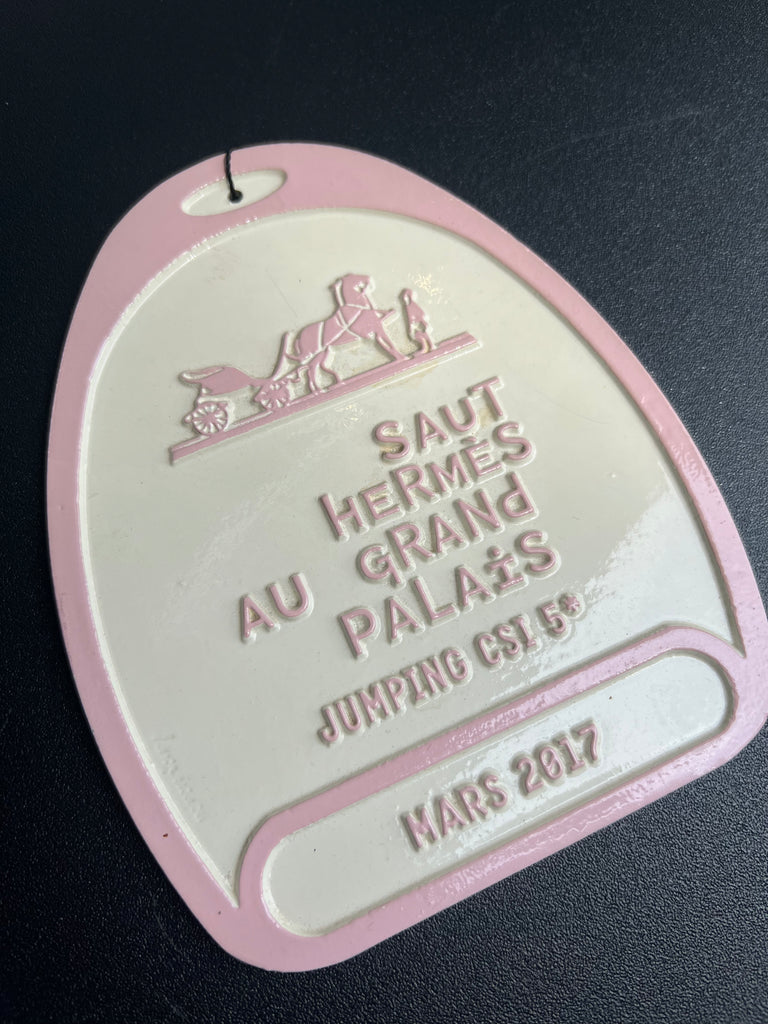 SAUT
HERMÈS
AU GRANd
PALAiS
JUMPING CSI 5*
MARS 2017